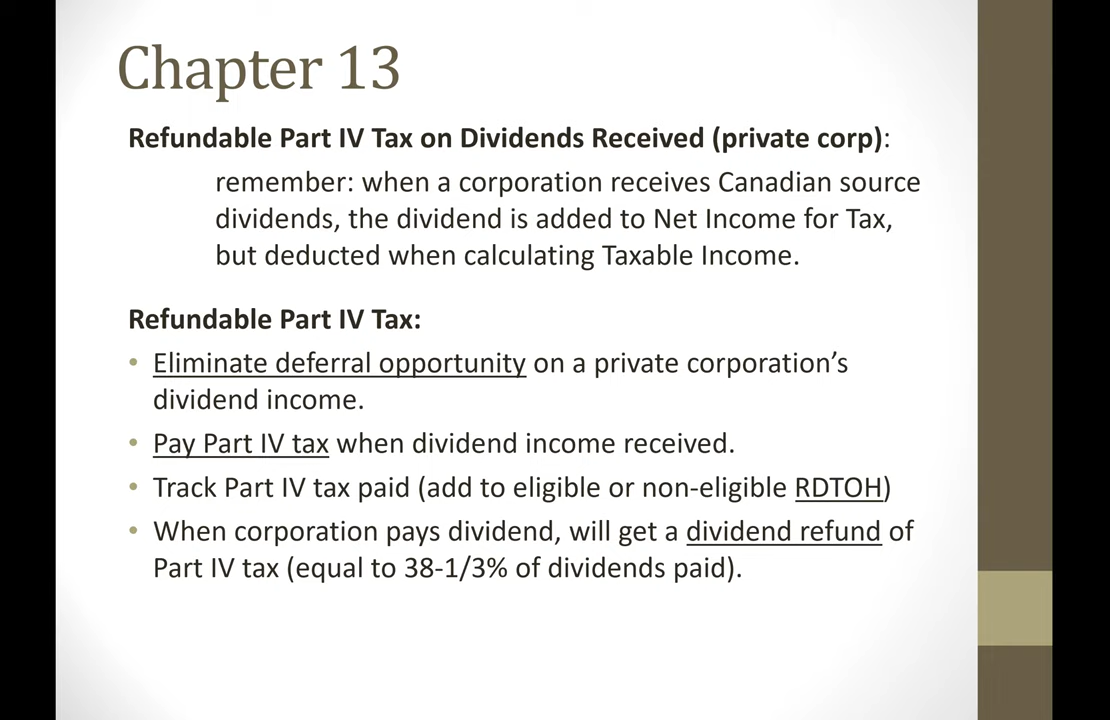 Chapter 13
Refundable Part IV Tax on Dividends Received (private corp):
remember: when a corporation receives Canadian source
dividends, the dividend is added to Net Income for Tax,
but deducted when calculating Taxable Income.
Refundable Part IV Tax:
• Eliminate deferral opportunity on a private corporation’s
dividend income.
• Pay Part IV tax when dividend income received.
• Track Part IV tax paid (add to eligible or non-eligible RDTOH)
• When corporation pays dividend, will get a dividend refund of
Part IV tax (equal to 38-1/3% of dividends paid).